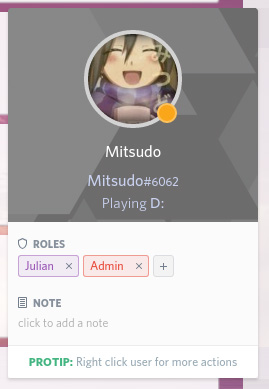 Mitsudo
Mitsudo#6062
Playing D:
ROLES
Julian × Admin × +
NOTE
click to add a note
PROTIP: Right click user for more actions